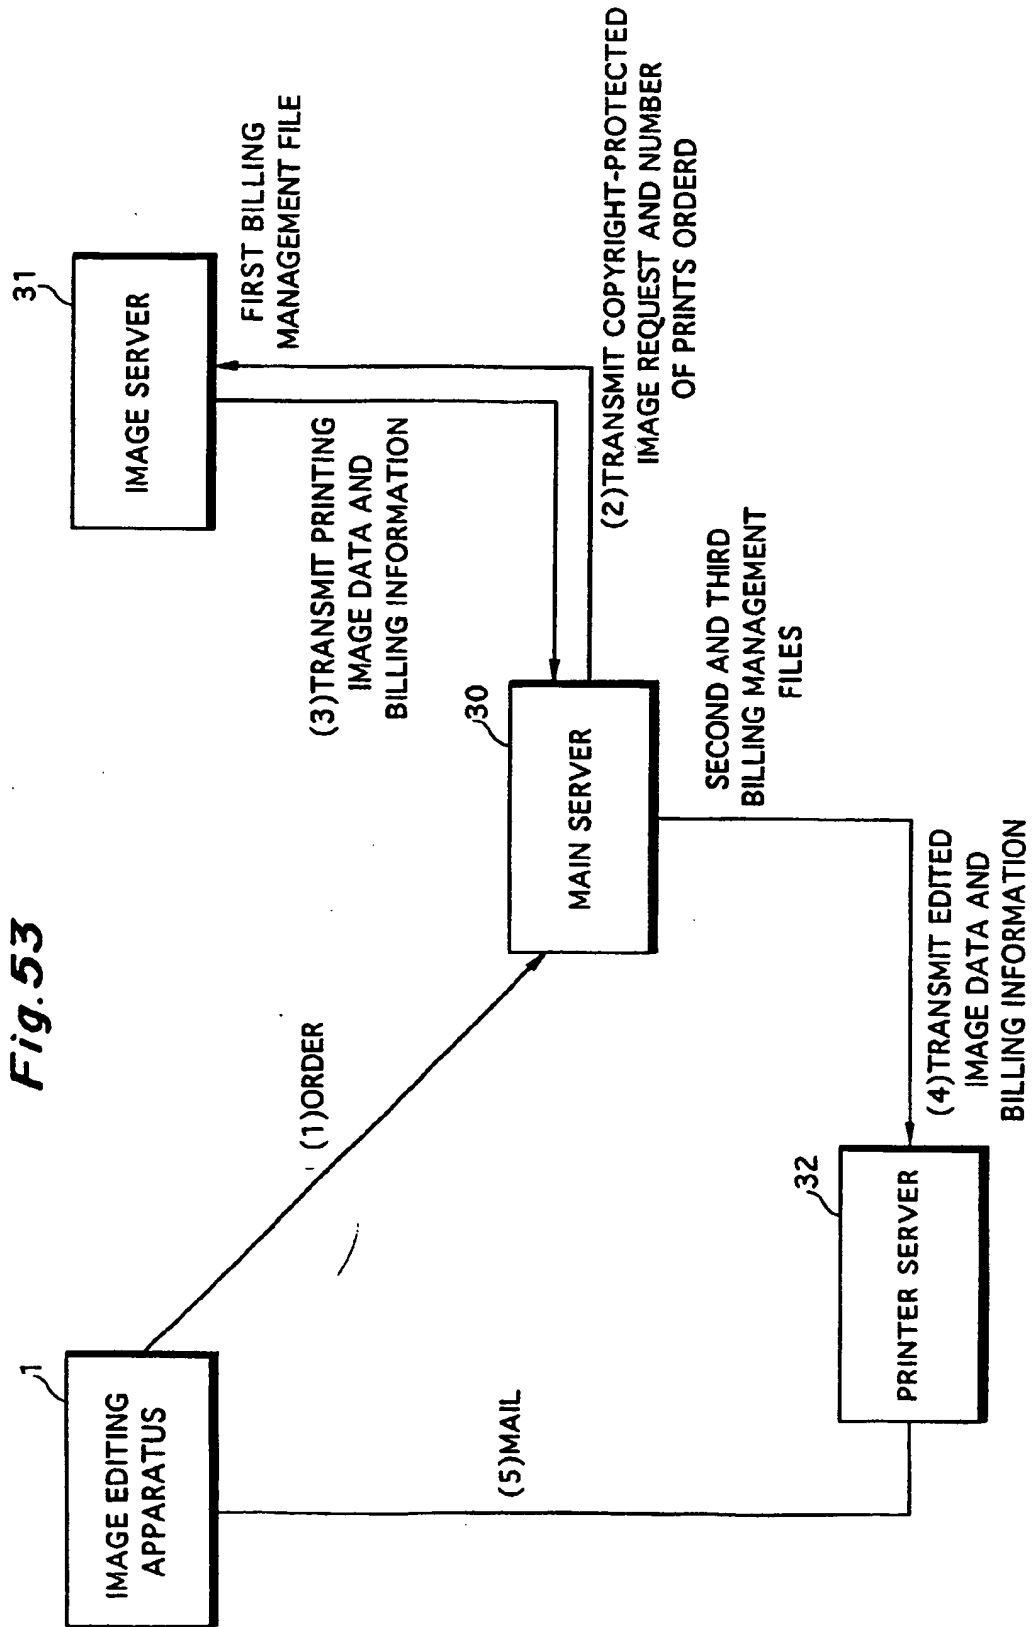 Fig.53
1
IMAGE EDITING
APPARATUS
(1)ORDER
31
IMAGE SERVER
FIRST BILLING
MANAGEMENT FILE
(3)TRANSMIT PRINTING
IMAGE DATA AND
BILLING INFORMATION
(2)TRANSMIT COPYRIGHT-PROTECTED
IMAGE REQUEST AND NUMBER
OF PRINTS ORDERD
30
MAIN SERVER
SECOND AND THIRD
BILLING MANAGEMENT
FILES
(4)TRANSMIT EDITED
IMAGE DATA AND
BILLING INFORMATION
32
PRINTER SERVER
(5)MAIL